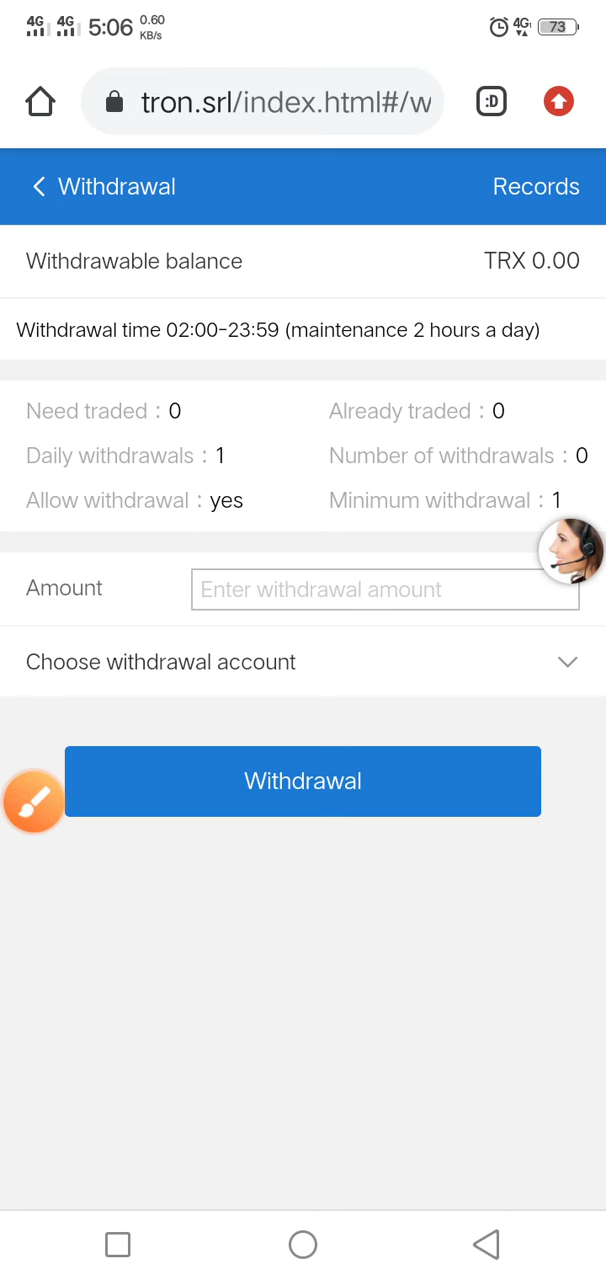 4G 4G 5:06 0.60 KB/s 4G 73
tron.srl/index.html#/w :D
Withdrawal Records
Withdrawable balance TRX 0.00
Withdrawal time 02:00-23:59 (maintenance 2 hours a day)
Need traded : 0 Already traded : 0
Daily withdrawals : 1 Number of withdrawals : 0
Allow withdrawal : yes Minimum withdrawal : 1
Amount Enter withdrawal amount
Choose withdrawal account
Withdrawal